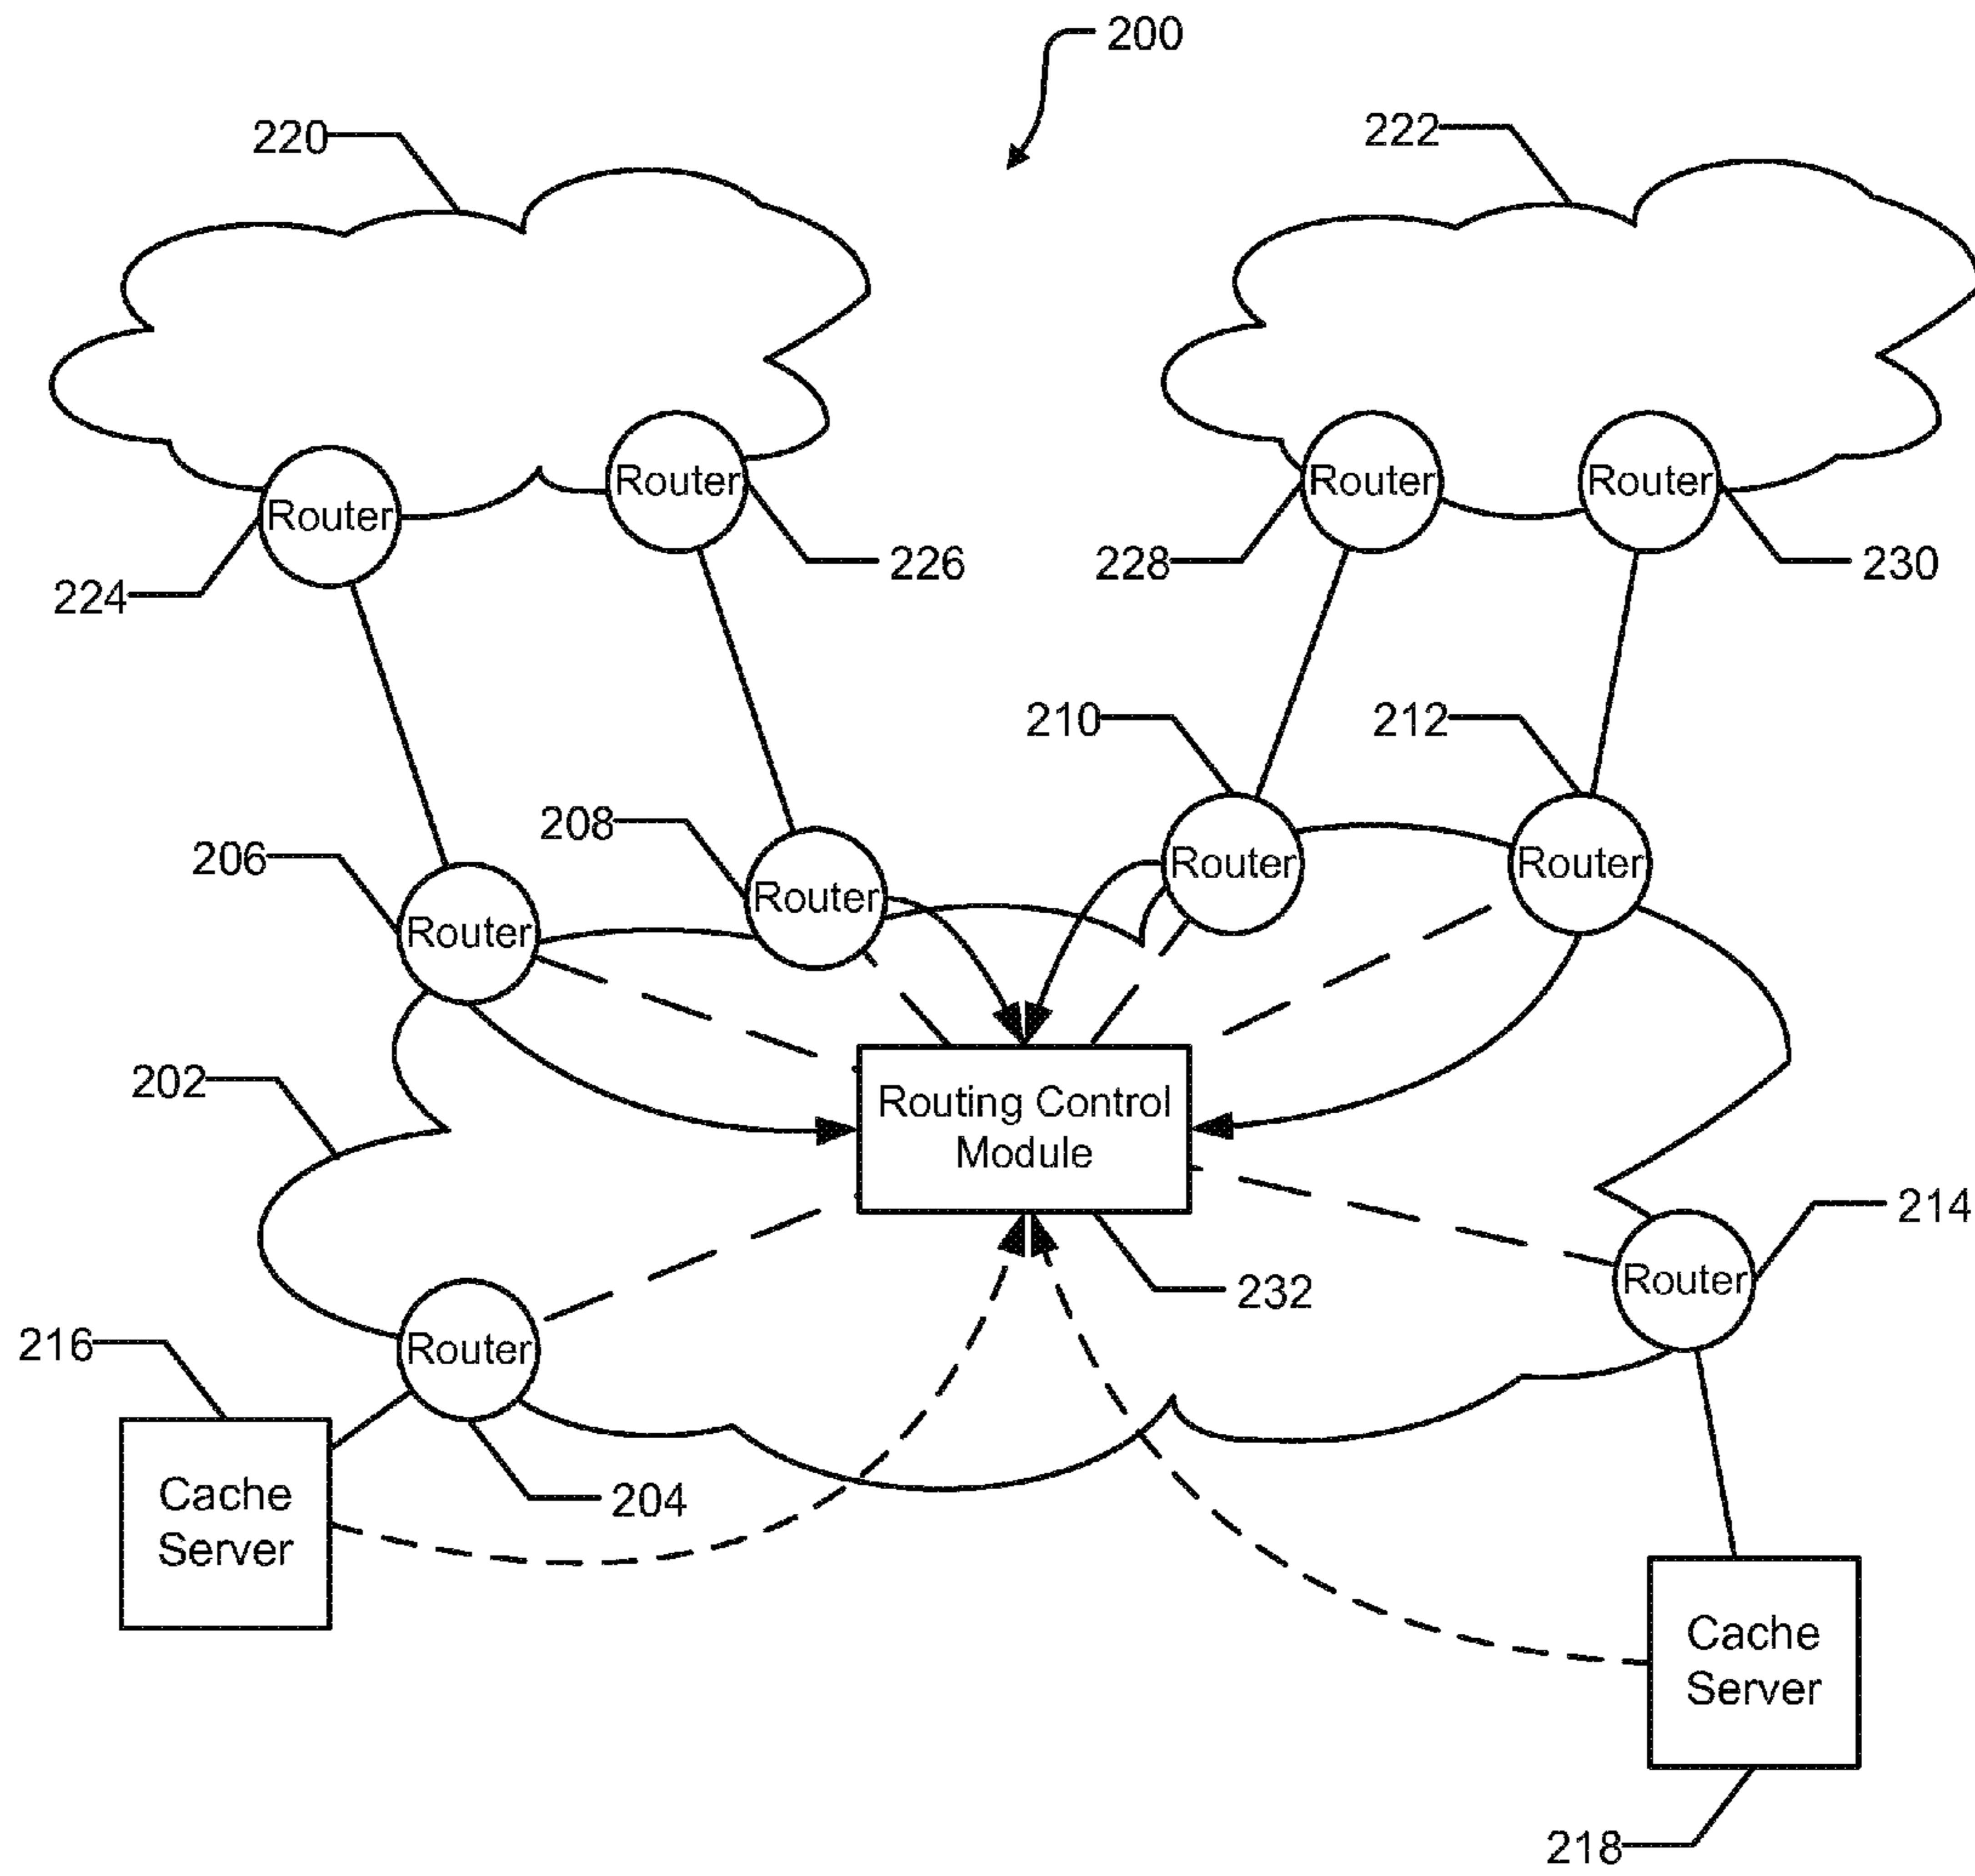 200
220
222
Router
Router
Router
Router
224
226
228
230
210
212
208
206
Router
Router
Router
Router
202
Routing Control
Module
214
232
Router
216
Router
204
Cache
Server
Cache
Server
218